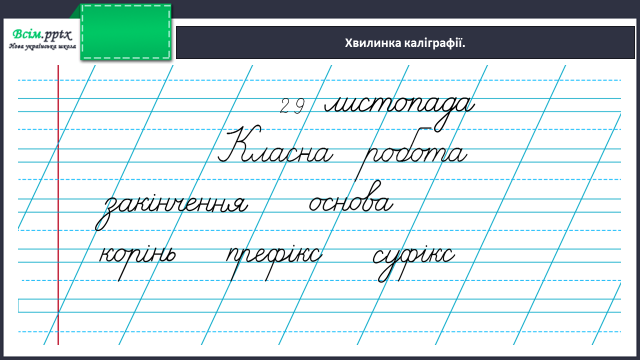 Всім.pptx
Нова українська школа
Хвилинка каліграфії.
29 листопада
Класна робота
закінчення основа
корінь префікс суфікс